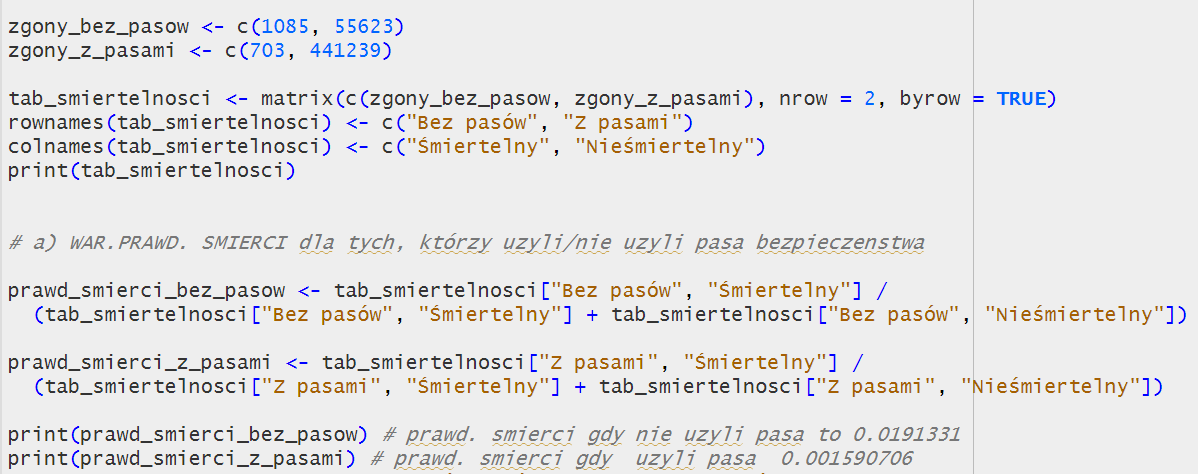 zgony_bez_pasow <- c(1085, 55623)
zgony_z_pasami <- c(703, 441239)
tab_smiertelnosci <- matrix(c(zgony_bez_pasow, zgony_z_pasami), nrow = 2, byrow = TRUE)
rownames(tab_smiertelnosci) <- c("Bez pasów", "Z pasami")
colnames(tab_smiertelnosci) <- c("Śmiertelny", "Nieśmiertelny")
print(tab_smiertelnosci)
# a) WAR.PRAWD. SMIERCI dla tych, którzy uzyli/nie uzyli pasa bezpieczenstwa
prawd_smierci_bez_pasow <- tab_smiertelnosci["Bez pasów", "Śmiertelny"] /
(tab_smiertelnosci["Bez pasów", "Śmiertelny"] + tab_smiertelnosci["Bez pasów", "Nieśmiertelny"])
prawd_smierci_z_pasami <- tab_smiertelnosci["Z pasami", "Śmiertelny"] /
(tab_smiertelnosci["Z pasami", "Śmiertelny"] + tab_smiertelnosci["Z pasami", "Nieśmiertelny"])
print(prawd_smierci_bez_pasow) # prawd. smierci gdy nie uzyli pasa to 0.0191331
print(prawd_smierci_z_pasami) # prawd. smierci gdy  uzyli pasa  0.001590706